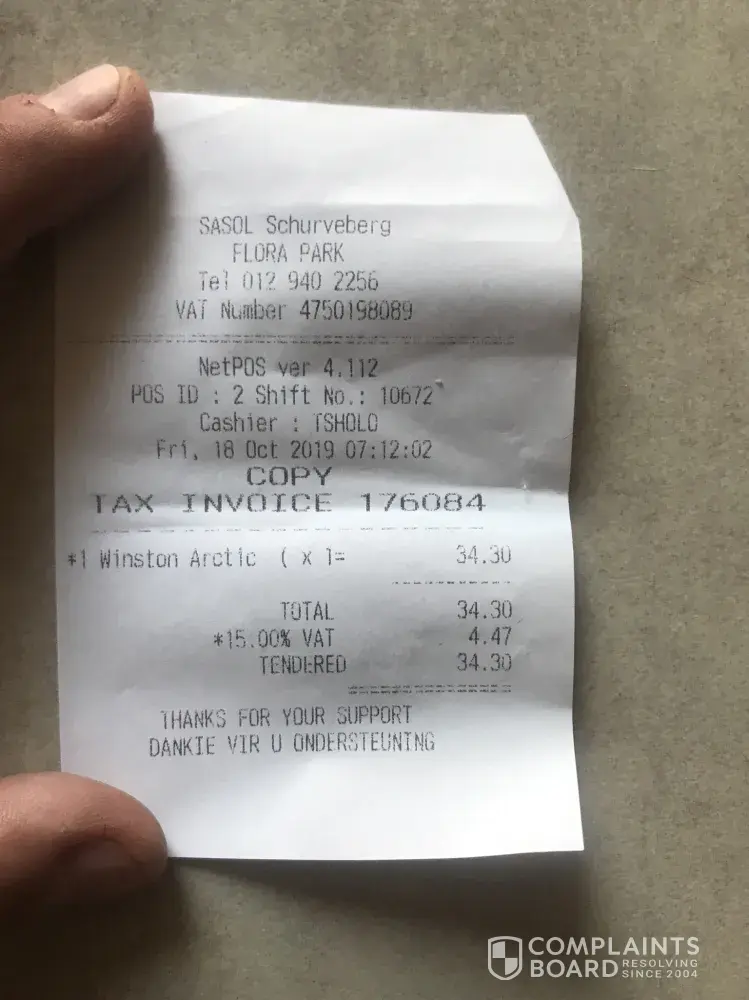 SASOL Schurveberg
FLORA PARK
Tel 012 940 2256
VAT Number 4750198089
NetPOS ver 4.112
POS ID : 2 Shift No.: 10672
Cashier : TSHOLO
Fri, 18 Oct 2019 07:12:02
COPY
TAX INVOICE 176084
*1 Winston Arctic ( x 1= 34.30
TOTAL 34.30
*15.00% VAT 4.47
TENDERED 34.30
THANKS FOR YOUR SUPPORT
DANKIE VIR U ONDERSTEUNING
COMPLAINTS
BOARD RESOLVING SINCE 2004